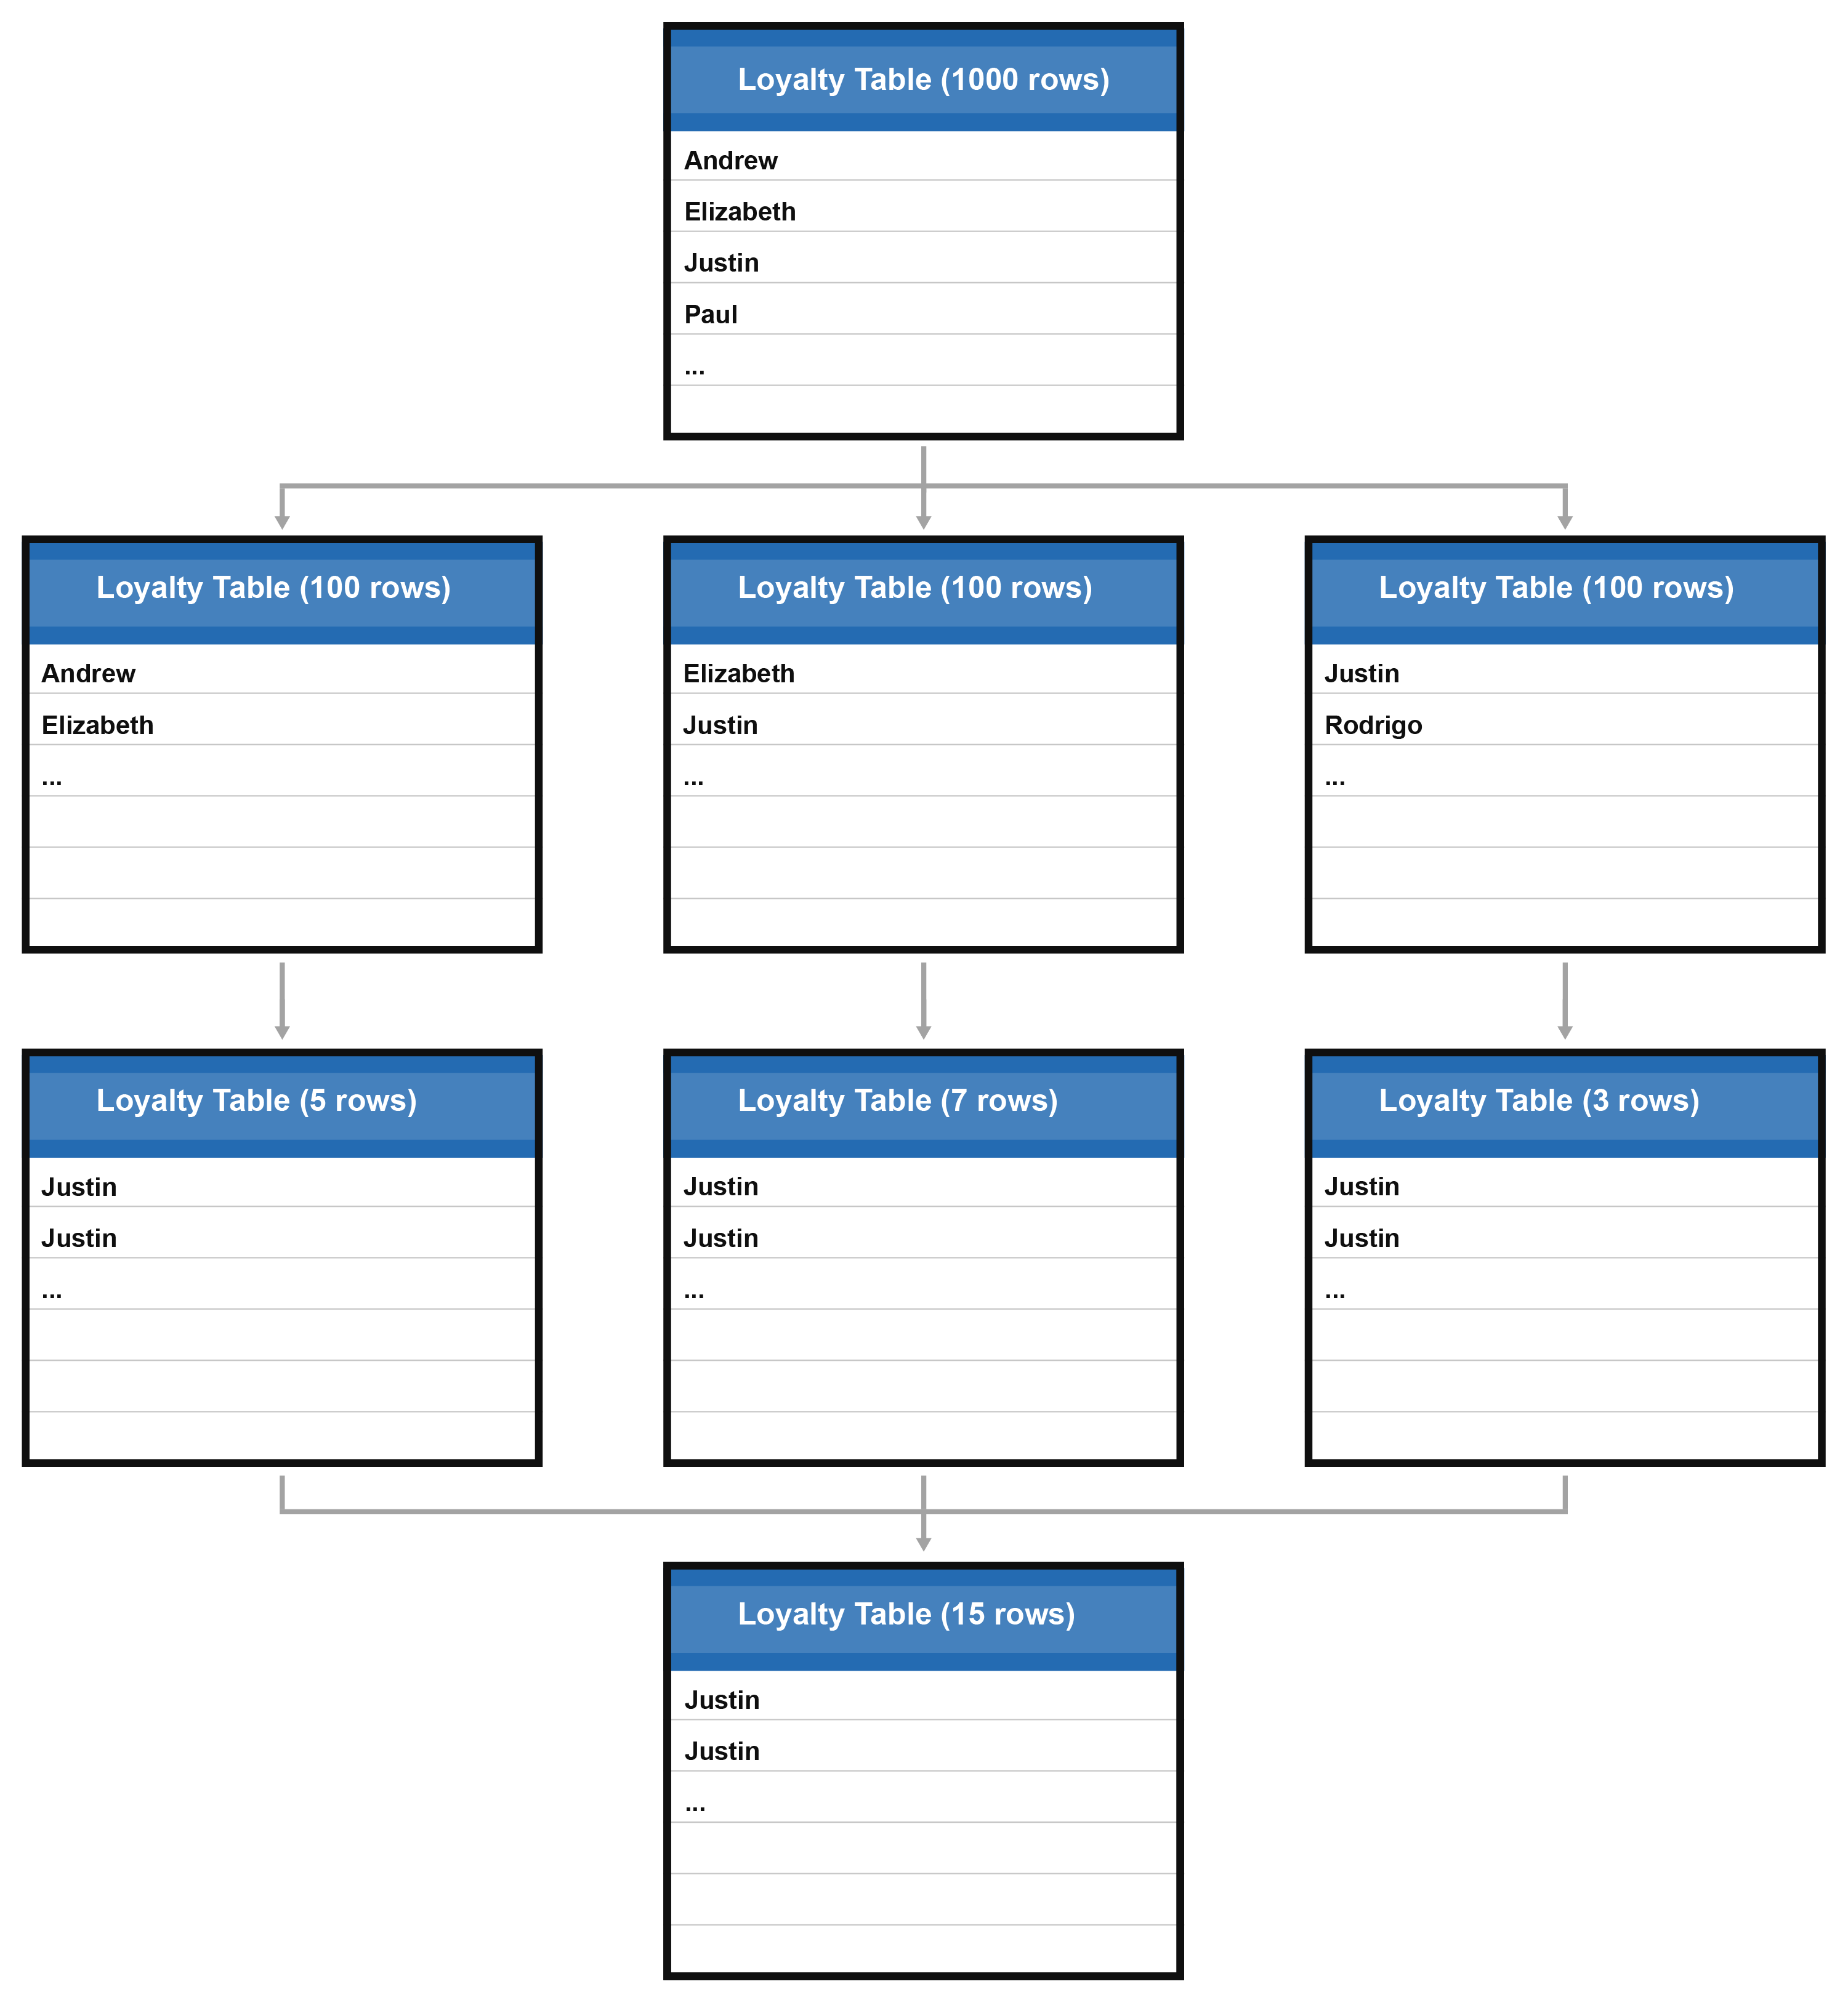 Loyalty Table (1000 rows)
Andrew
Elizabeth
Justin
Paul
...
Loyalty Table (100 rows)
Andrew
Elizabeth
...
Loyalty Table (100 rows)
Elizabeth
Justin
...
Loyalty Table (100 rows)
Justin
Rodrigo
...
Loyalty Table (5 rows)
Justin
Justin
...
Loyalty Table (7 rows)
Justin
Justin
...
Loyalty Table (3 rows)
Justin
Justin
...
Loyalty Table (15 rows)
Justin
Justin
...